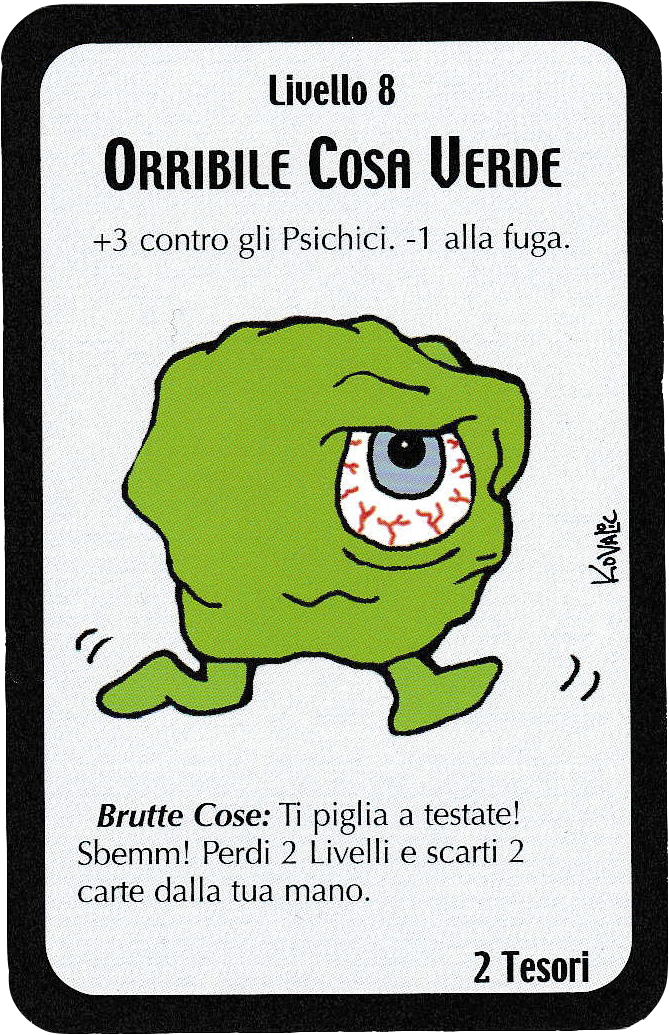 Livello 8
Orribile Cosa Verde
+3 contro gli Psichici. -1 alla fuga.
Kovalic
Brutte Cose: Ti piglia a testate!
Sbemm! Perdi 2 Livelli e scarti 2
carte dalla tua mano.
2 Tesori